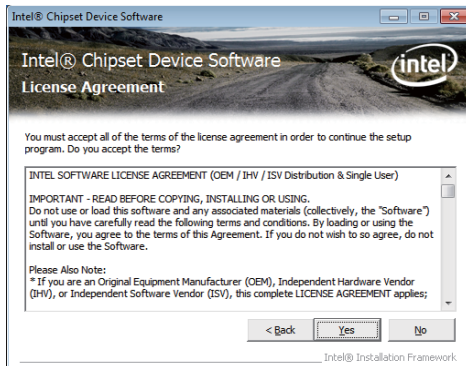 Intel® Chipset Device Software
Intel® Chipset Device Software
License Agreement
intel
You must accept all of the terms of the license agreement in order to continue the setup
program. Do you accept the terms?
INTEL SOFTWARE LICENSE AGREEMENT (OEM / IHV / ISV Distribution & Single User)
IMPORTANT - READ BEFORE COPYING, INSTALLING OR USING.
Do not use or load this software and any associated materials (collectively, the "Software")
until you have carefully read the following terms and conditions. By loading or using the
Software, you agree to the terms of this Agreement. If you do not wish to so agree, do not
install or use the Software.
Please Also Note:
* If you are an Original Equipment Manufacturer (OEM), Independent Hardware Vendor
(IHV), or Independent Software Vendor (ISV), this complete LICENSE AGREEMENT applies;
< Back Yes No
Intel® Installation Framework